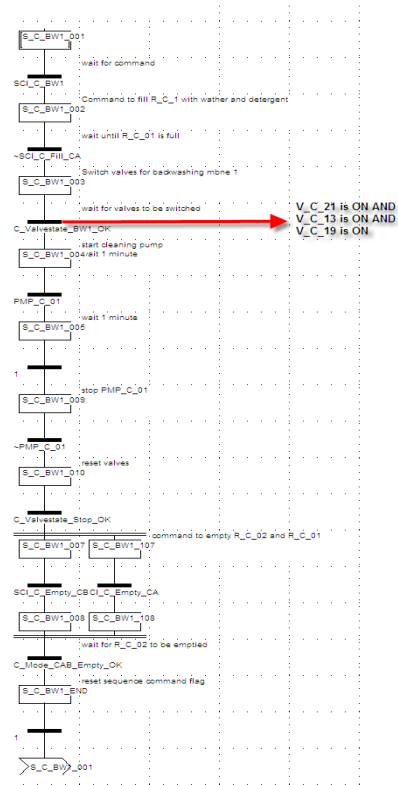 S_C_BW1_001
wait for command
SCI_C_BW1
Command to fill R_C_1 with wather and detergent
S_C_BW1_002
wait until R_C_01 is full
~SCI_C_Fill_CA
Switch valves for backwashing mbne 1
S_C_BW1_003
wait for valves to be switched
V_C_21 is ON AND
V_C_13 is ON AND
V_C_19 is ON
C_Valvestate_BW1_OK
start cleaning pump
S_C_BW1_004 wait 1 minute
PMP_C_01
S_C_BW1_005 wait 1 minute
1
stop PMP_C_01
S_C_BW1_009
~PMP_C_01
reset valves
S_C_BW1_010
C_Valvestate_Stop_OK
command to empty R_C_02 and R_C_01
S_C_BW1_007 S_C_BW1_107
SCI_C_Empty_CBCI_C_Empty_CA
S_C_BW1_008 S_C_BW1_108
wait for R_C_02 to be emptied
C_Mode_CAB_Empty_OK
reset sequence command flag
S_C_BW1_END
1
S_C_BW1_001